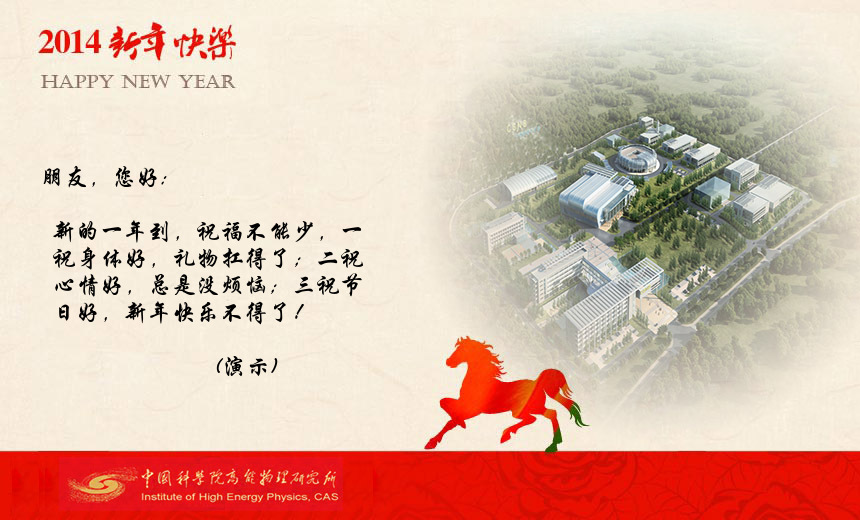 2014 新年快樂
HAPPY NEW YEAR
朋友，您好：
新的一年到，祝福不能少，一
祝身体好，礼物扛得了；二祝
心情好，总是没烦恼；三祝节
日好，新年快乐不得了！
(演示)
中国科学院高能物理研究所
Institute of High Energy Physics, CAS